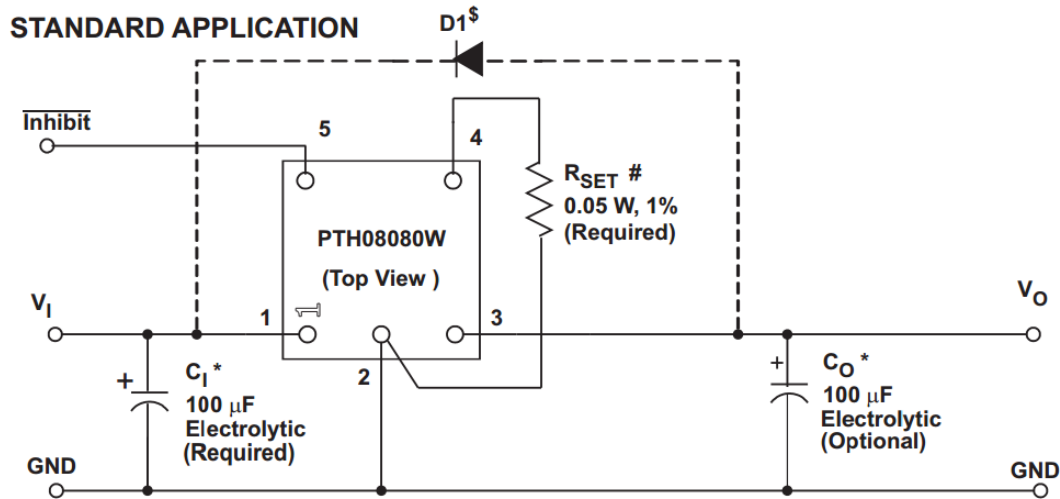 STANDARD APPLICATION
D1$
Inhibit
5
4
RSET #
0.05 W, 1%
(Required)
PTH08080W
(Top View )
VI
1
1
3
VO
2
+
CI *
100 μF
Electrolytic
(Required)
+
CO *
100 μF
Electrolytic
(Optional)
GND
GND